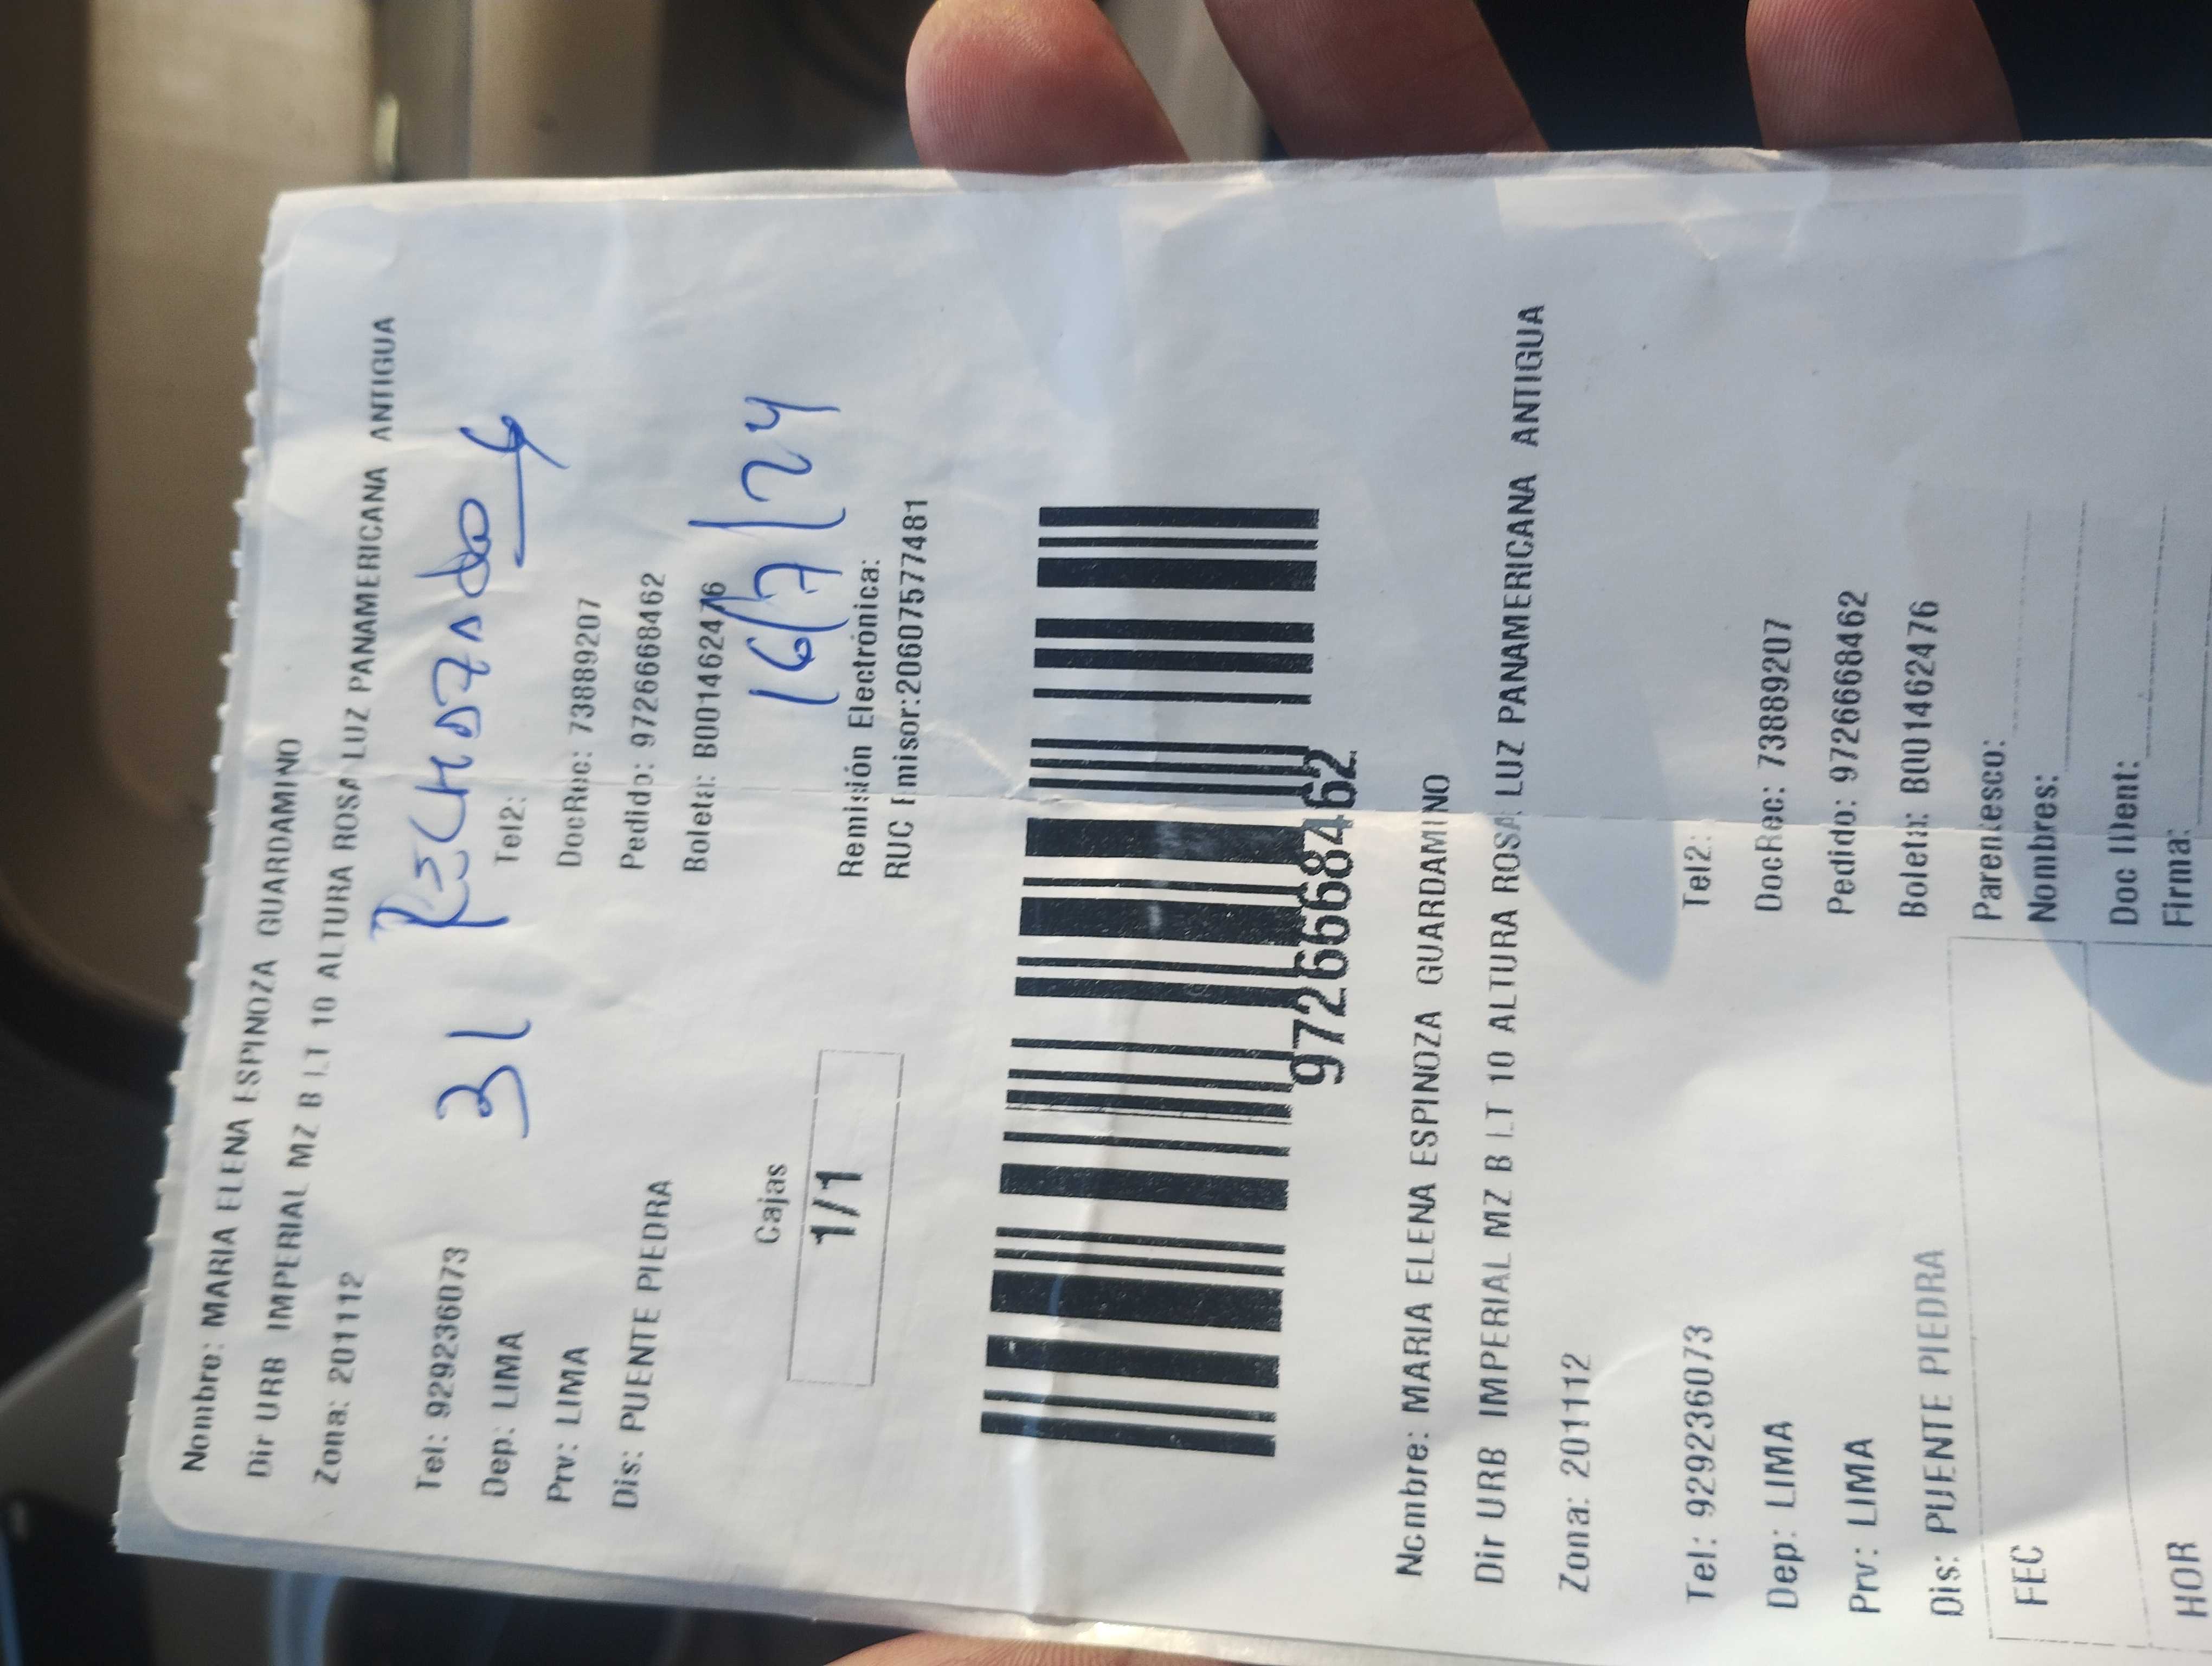 Nombre: MARIA ELENA ESPINOZA GUARDAMINO
Dir URB IMPERIAL MZ B LT 10 ALTURA ROSA LUZ PANAMERICANA ANTIGUA
Zona: 201112
31 RECHAZADO
Tel: 929236073
Tel2:
Dep: LIMA
DocRec: 73889207
Prv: LIMA
Pedido: 9726668462
Dis: PUENTE PIEDRA
Boleta: B001462476
16/7/24
Cajas
1/1
Remisión Electrónica:
RUC Emisor:20607577481
9726668462
Nombre: MARIA ELENA ESPINOZA GUARDAMINO
Dir URB IMPERIAL MZ B LT 10 ALTURA ROSA LUZ PANAMERICANA ANTIGUA
Zona: 201112
Tel: 929236073
Tel2:
Dep: LIMA
DocRec: 73889207
Prv: LIMA
Pedido: 9726668462
Dis: PUENTE PIEDRA
Boleta: B001462476
FEC
Parentesco:
Nombres:
HOR
Doc IDent:
Firma: